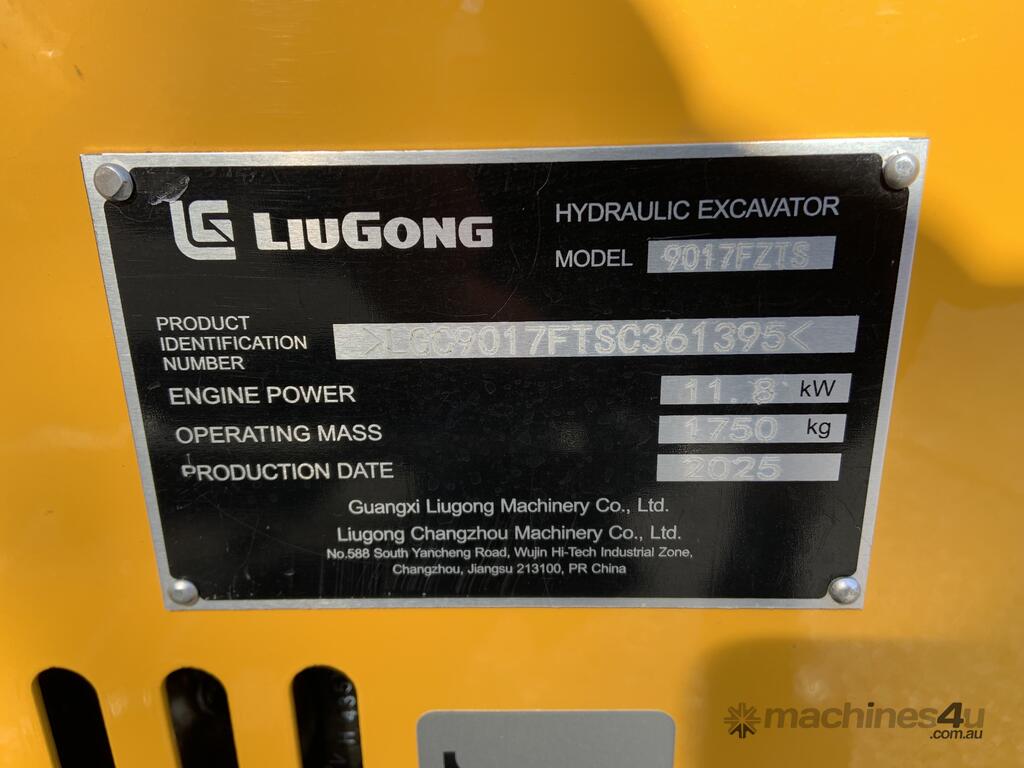 LG LIUGONG
HYDRAULIC EXCAVATOR
MODEL 9017FZTS
PRODUCT IDENTIFICATION NUMBER >LGC9017FTSC361395<
ENGINE POWER 11.8 kW
OPERATING MASS 1750 kg
PRODUCTION DATE 2025
Guangxi Liugong Machinery Co., Ltd.
Liugong Changzhou Machinery Co., Ltd.
No.588 South Yancheng Road, Wujin Hi-Tech Industrial Zone,
Changzhou, Jiangsu 213100, PR China
machines4u
.com.au